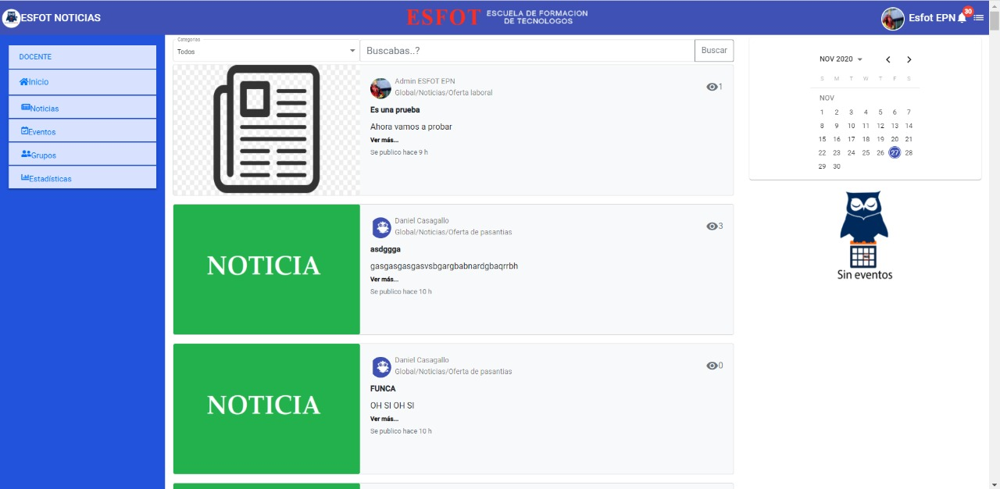 ESFOT NOTICIAS
ESFOT ESCUELA DE FORMACION
DE TECNOLOGOS
Esfot EPN
30
DOCENTE
Inicio
Noticias
Eventos
Grupos
Estadísticas
Categorias
Todos
Buscabas..?
Buscar
Admin ESFOT EPN
Global/Noticias/Oferta laboral
1
Es una prueba
Ahora vamos a probar
Ver más...
Se publico hace 9 h
NOTICIA
Daniel Casagallo
Global/Noticias/Oferta de pasantias
3
asdggga
gasgasgasgasvsbgargbabnardgbaqrrbh
Ver más...
Se publico hace 10 h
NOTICIA
Daniel Casagallo
Global/Noticias/Oferta de pasantias
0
FUNCA
OH SI OH SI
Ver más...
Se publico hace 10 h
NOV 2020
S M T W T F S
NOV
1 2 3 4 5 6 7
8 9 10 11 12 13 14
15 16 17 18 19 20 21
22 23 24 25 26 27 28
29 30
Sin eventos